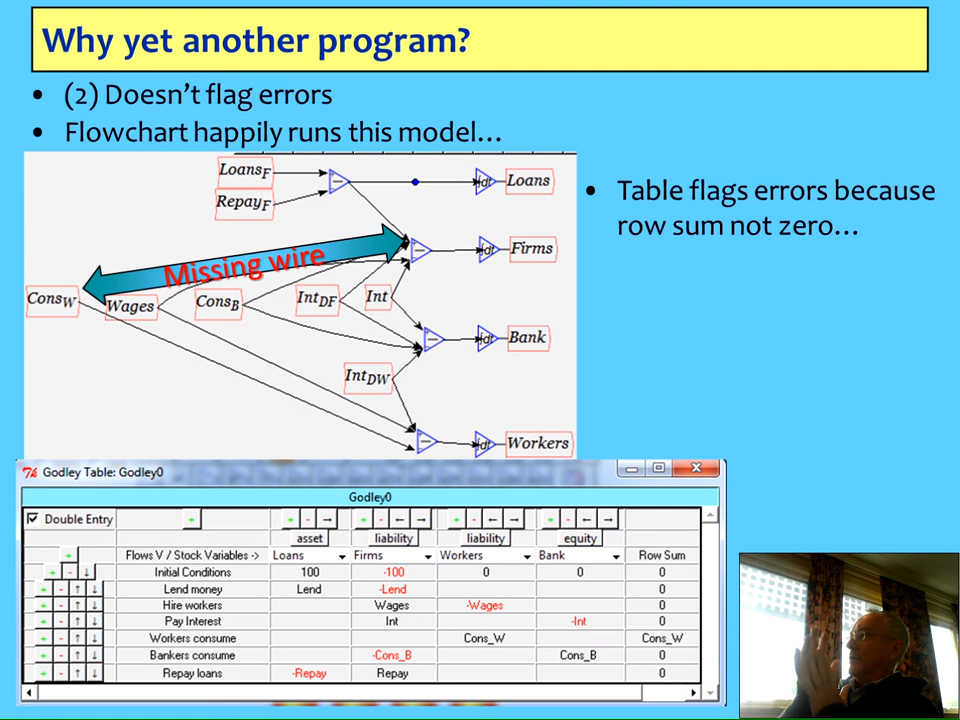 Why yet another program?
• (2) Doesn't flag errors
• Flowchart happily runs this model…
• Table flags errors because
row sum not zero…
Loans_F
Repay_F
− ∫dt Loans
Missing wire
− ∫dt Firms
Cons_W Wages Cons_B Int_DF Int
− ∫dt Bank
Int_DW
− ∫dt Workers
Godley Table: Godley0
Godley0
Double Entry + + - → + - ← → + - ← → + - ← →
asset liability liability equity
+ Flows V / Stock Variables -> Loans Firms Workers Bank Row Sum
+ - ↓ Initial Conditions 100 -100 0 0 0
+ - ↑ ↓ Lend money Lend -Lend 0
+ - ↑ ↓ Hire workers Wages -Wages 0
+ - ↑ ↓ Pay Interest Int -Int 0
+ - ↑ ↓ Workers consume Cons_W Cons_W
+ - ↑ ↓ Bankers consume -Cons_B Cons_B 0
+ - ↑ ↓ Repay loans -Repay Repay 0